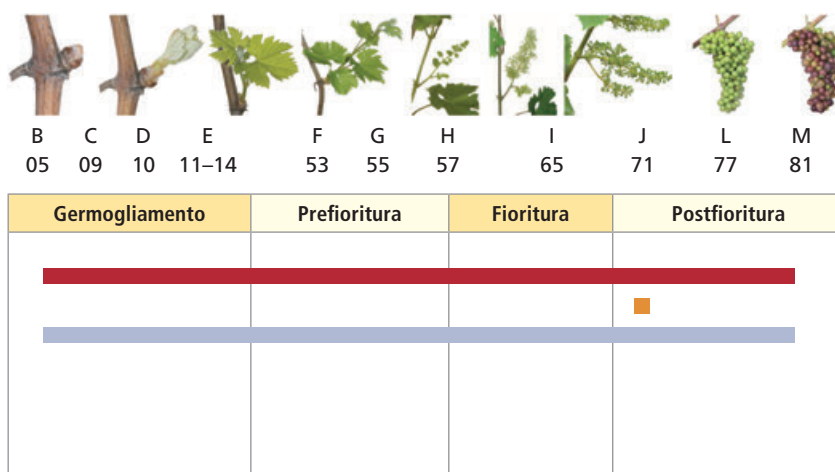 B C D E F G H I J L M
05 09 10 11–14 53 55 57 65 71 77 81
Germogliamento Prefioritura Fioritura Postfioritura